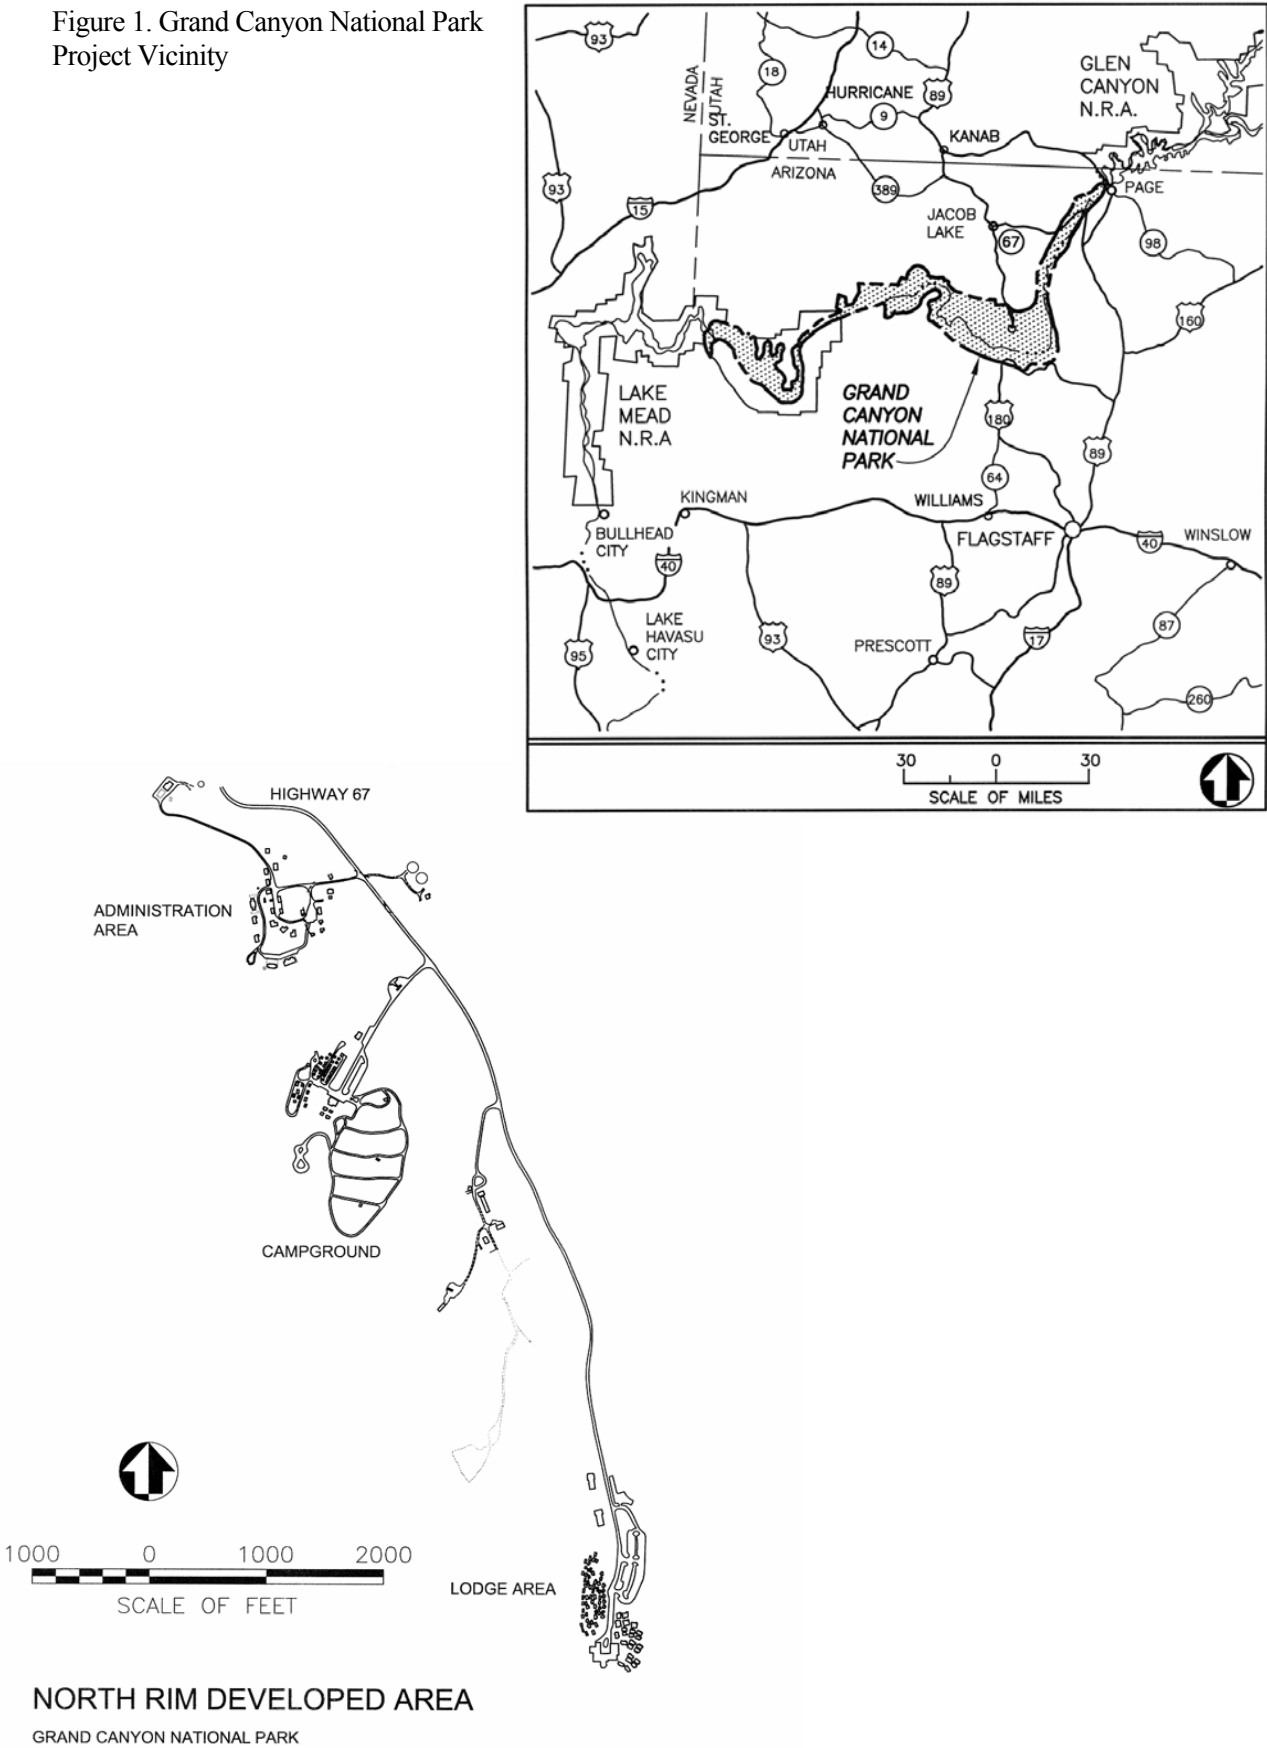 Figure 1. Grand Canyon National Park
Project Vicinity
93
18
14
NEVADA
UTAH
HURRICANE
89
GLEN
CANYON
N.R.A.
ST.
GEORGE
9
UTAH
KANAB
ARIZONA
93
15
389
PAGE
JACOB
LAKE
67
98
160
LAKE
MEAD
N.R.A
GRAND
CANYON
NATIONAL
PARK
180
89
64
KINGMAN
WILLIAMS
BULLHEAD
CITY
FLAGSTAFF
40
WINSLOW
40
89
LAKE
HAVASU
CITY
95
93
PRESCOTT
17
87
260
30 0 30
SCALE OF MILES
HIGHWAY 67
ADMINISTRATION
AREA
CAMPGROUND
1000 0 1000 2000
SCALE OF FEET
LODGE AREA
NORTH RIM DEVELOPED AREA
GRAND CANYON NATIONAL PARK